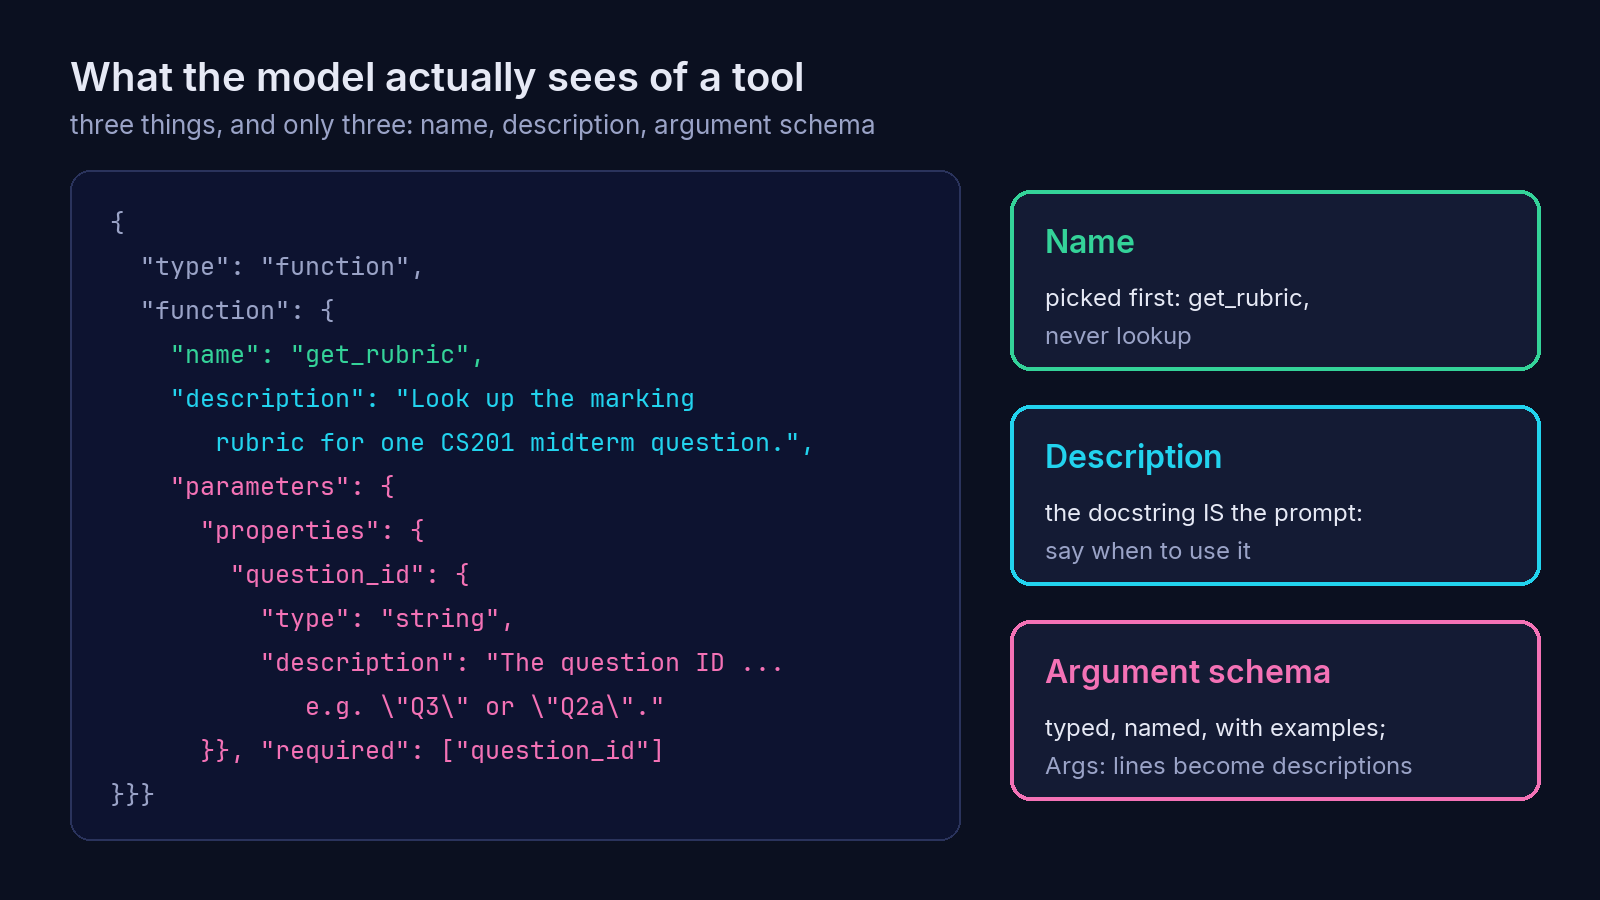 What the model actually sees of a tool
three things, and only three: name, description, argument schema
{
  "type": "function",
  "function": {
    "name": "get_rubric",
    "description": "Look up the marking
       rubric for one CS201 midterm question.",
    "parameters": {
      "properties": {
        "question_id": {
          "type": "string",
          "description": "The question ID ...
             e.g. \"Q3\" or \"Q2a\"."
      }}, "required": ["question_id"]
}}}
Name
picked first: get_rubric,
never lookup
Description
the docstring IS the prompt:
say when to use it
Argument schema
typed, named, with examples;
Args: lines become descriptions